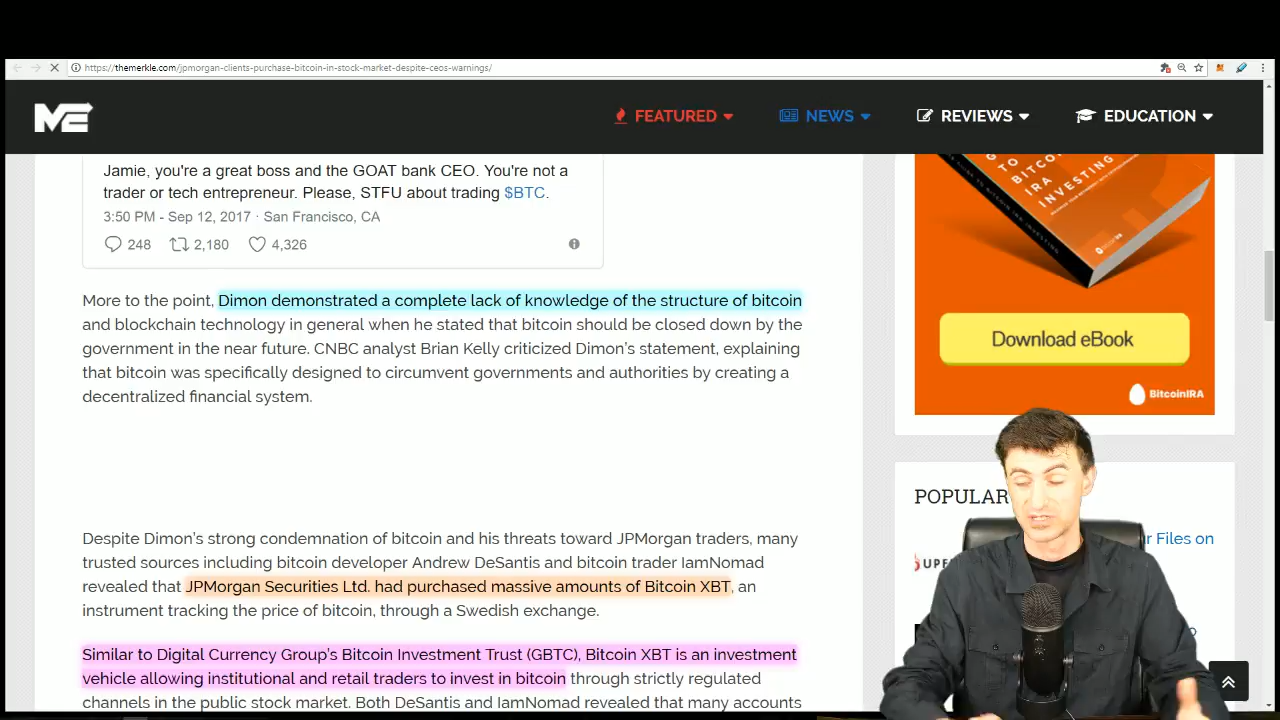 https://themerkle.com/jpmorgan-clients-purchase-bitcoin-in-stock-market-despite-ceos-warnings/
ME
FEATURED
NEWS
REVIEWS
EDUCATION
Jamie, you're a great boss and the GOAT bank CEO. You're not a
trader or tech entrepreneur. Please, STFU about trading $BTC.
3:50 PM - Sep 12, 2017 · San Francisco, CA
248 2,180 4,326
More to the point, Dimon demonstrated a complete lack of knowledge of the structure of bitcoin
and blockchain technology in general when he stated that bitcoin should be closed down by the
government in the near future. CNBC analyst Brian Kelly criticized Dimon's statement, explaining
that bitcoin was specifically designed to circumvent governments and authorities by creating a
decentralized financial system.
Despite Dimon's strong condemnation of bitcoin and his threats toward JPMorgan traders, many
trusted sources including bitcoin developer Andrew DeSantis and bitcoin trader IamNomad
revealed that JPMorgan Securities Ltd. had purchased massive amounts of Bitcoin XBT, an
instrument tracking the price of bitcoin, through a Swedish exchange.
Similar to Digital Currency Group's Bitcoin Investment Trust (GBTC), Bitcoin XBT is an investment
vehicle allowing institutional and retail traders to invest in bitcoin through strictly regulated
channels in the public stock market. Both DeSantis and IamNomad revealed that many accounts
TO
BITCOIN
IRA
INVESTING
Download eBook
BitcoinIRA
POPULAR
Files on